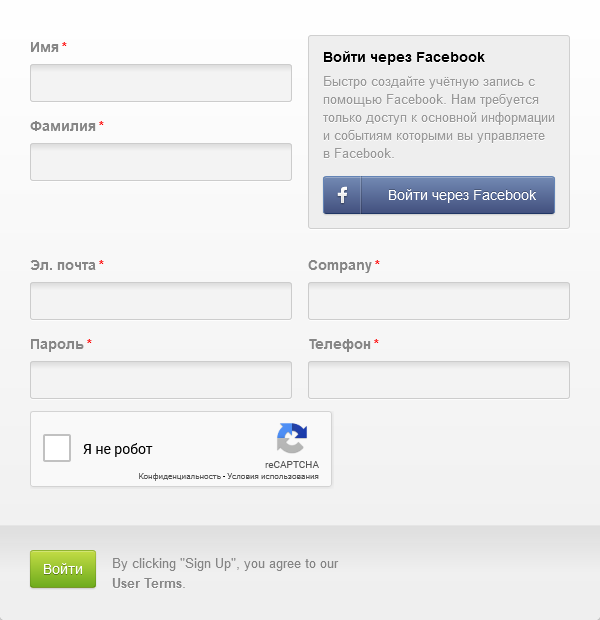 Имя *
Войти через Facebook
Быстро создайте учётную запись с
помощью Facebook. Нам требуется
только доступ к основной информации
и событиям которыми вы управляете
в Facebook.
Фамилия *
f Войти через Facebook
Эл. почта *
Company *
Пароль *
Телефон *
Я не робот
reCAPTCHA
Конфиденциальность - Условия использования
Войти
By clicking "Sign Up", you agree to our
User Terms.